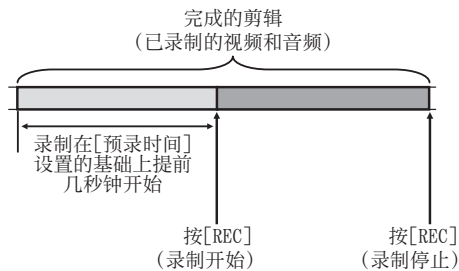 完成的剪辑
（已录制的视频和音频）
录制在[预录时间]
设置的基础上提前
几秒钟开始
按[REC]
（录制开始）
按[REC]
（录制停止）